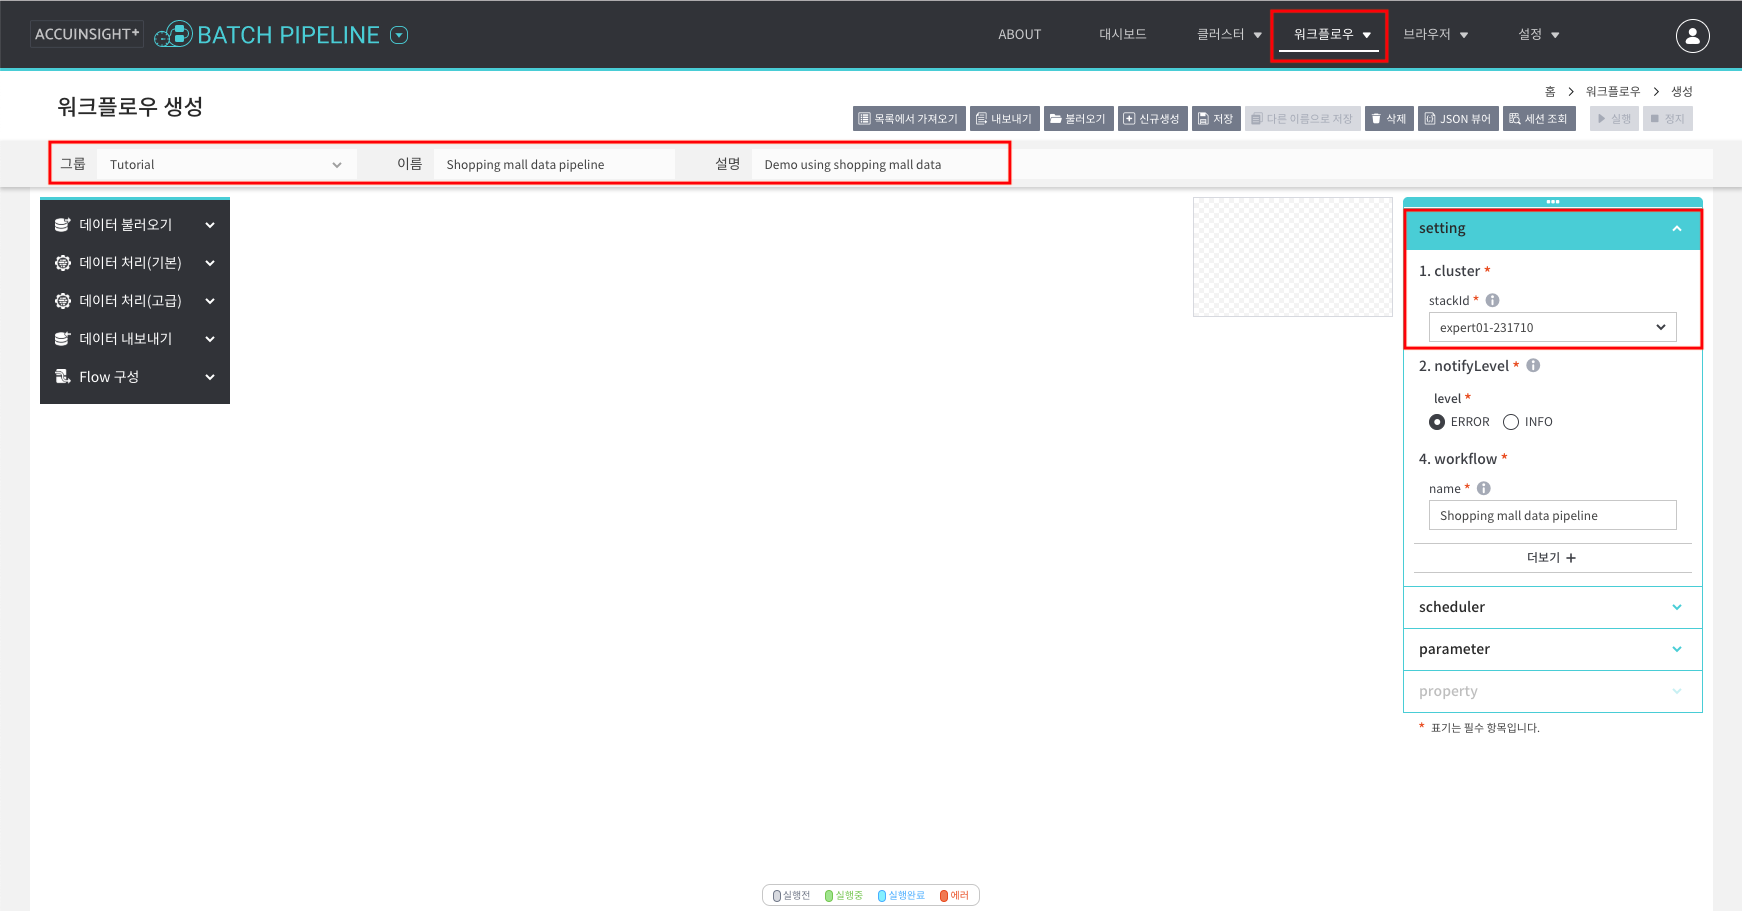 ACCUINSIGHT+ BATCH PIPELINE ABOUT 대시보드 클러스터 워크플로우 브라우저 설정
홈 > 워크플로우 > 생성
워크플로우 생성
목록에서 가져오기 내보내기 불러오기 신규생성 저장 다른 이름으로 저장 삭제 JSON 뷰어 세션 조회 실행 정지
그룹 Tutorial 이름 Shopping mall data pipeline 설명 Demo using shopping mall data
데이터 불러오기
데이터 처리(기본)
데이터 처리(고급)
데이터 내보내기
Flow 구성
setting
1. cluster *
stackId *
expert01-231710
2. notifyLevel *
level *
ERROR INFO
4. workflow *
name *
Shopping mall data pipeline
더보기 +
scheduler
parameter
property
* 표기는 필수 항목입니다.
실행전 실행중 실행완료 에러